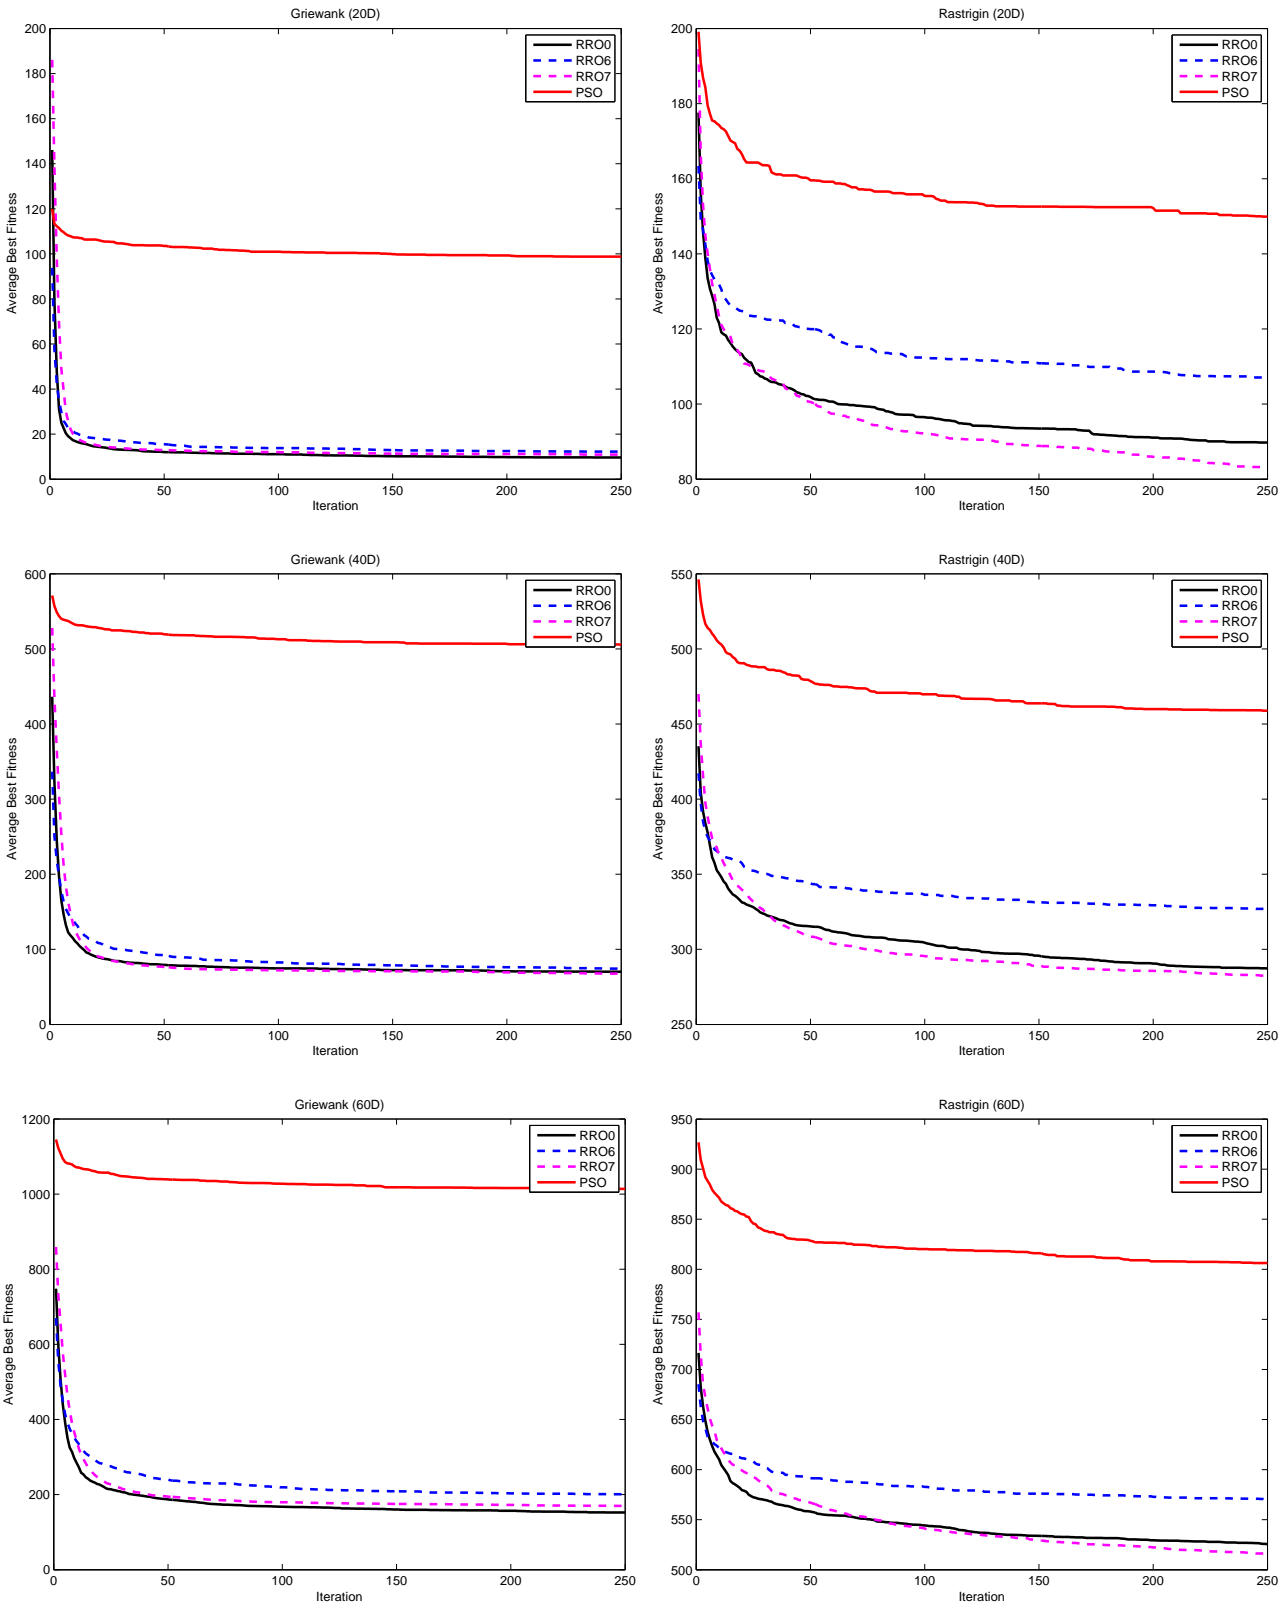 Griewank (20D)
200
180
160
140
120
100
80
60
40
20
0
Average Best Fitness
RRO0
RRO6
RRO7
PSO
0 50 100 150 200 250
Iteration
Rastrigin (20D)
200
180
160
140
120
100
80
Average Best Fitness
RRO0
RRO6
RRO7
PSO
0 50 100 150 200 250
Iteration
Griewank (40D)
600
500
400
300
200
100
0
Average Best Fitness
RRO0
RRO6
RRO7
PSO
0 50 100 150 200 250
Iteration
Rastrigin (40D)
550
500
450
400
350
300
250
Average Best Fitness
RRO0
RRO6
RRO7
PSO
0 50 100 150 200 250
Iteration
Griewank (60D)
1200
1000
800
600
400
200
0
Average Best Fitness
RRO0
RRO6
RRO7
PSO
0 50 100 150 200 250
Iteration
Rastrigin (60D)
950
900
850
800
750
700
650
600
550
500
Average Best Fitness
RRO0
RRO6
RRO7
PSO
0 50 100 150 200 250
Iteration